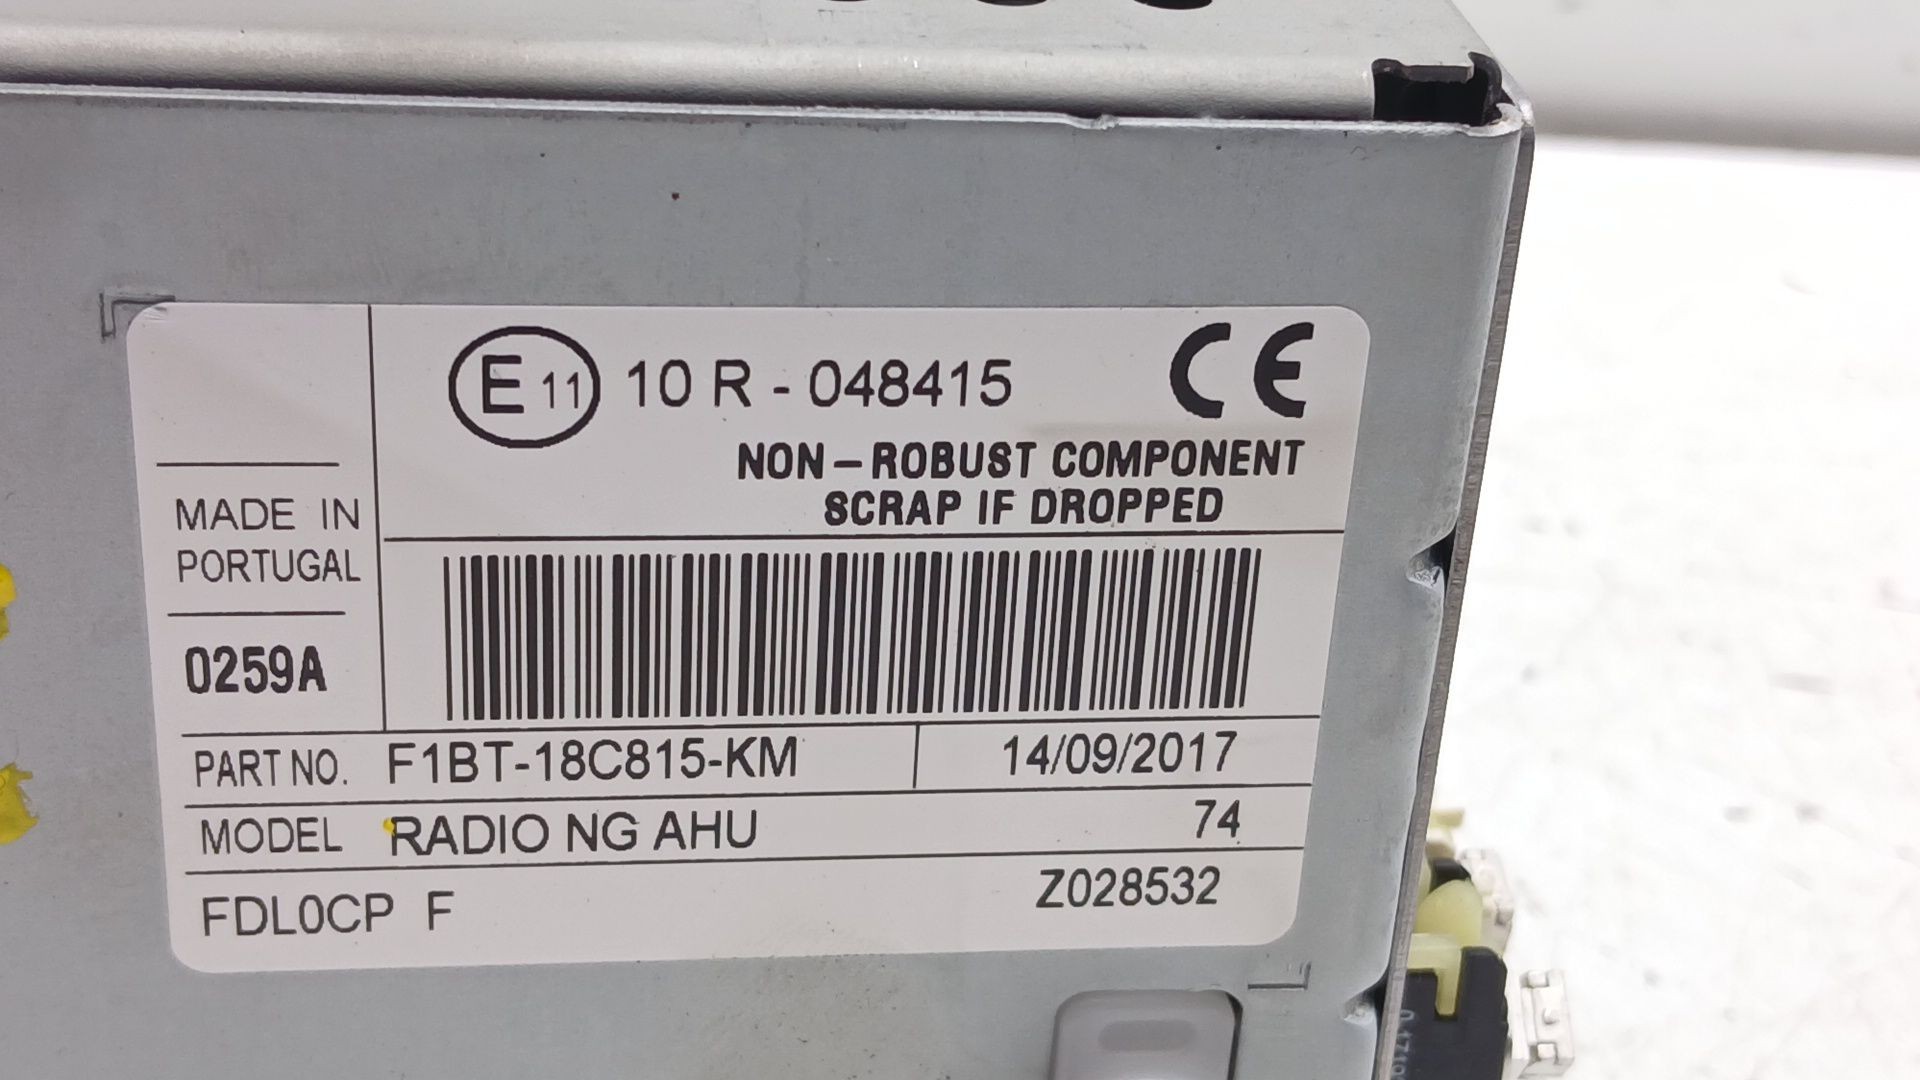 E 11 10 R - 048415 CE
NON-ROBUST COMPONENT
SCRAP IF DROPPED
MADE IN
PORTUGAL
0259A
PART NO. F1BT-18C815-KM 14/09/2017
MODEL RADIO NG AHU 74
FDL0CP F Z028532